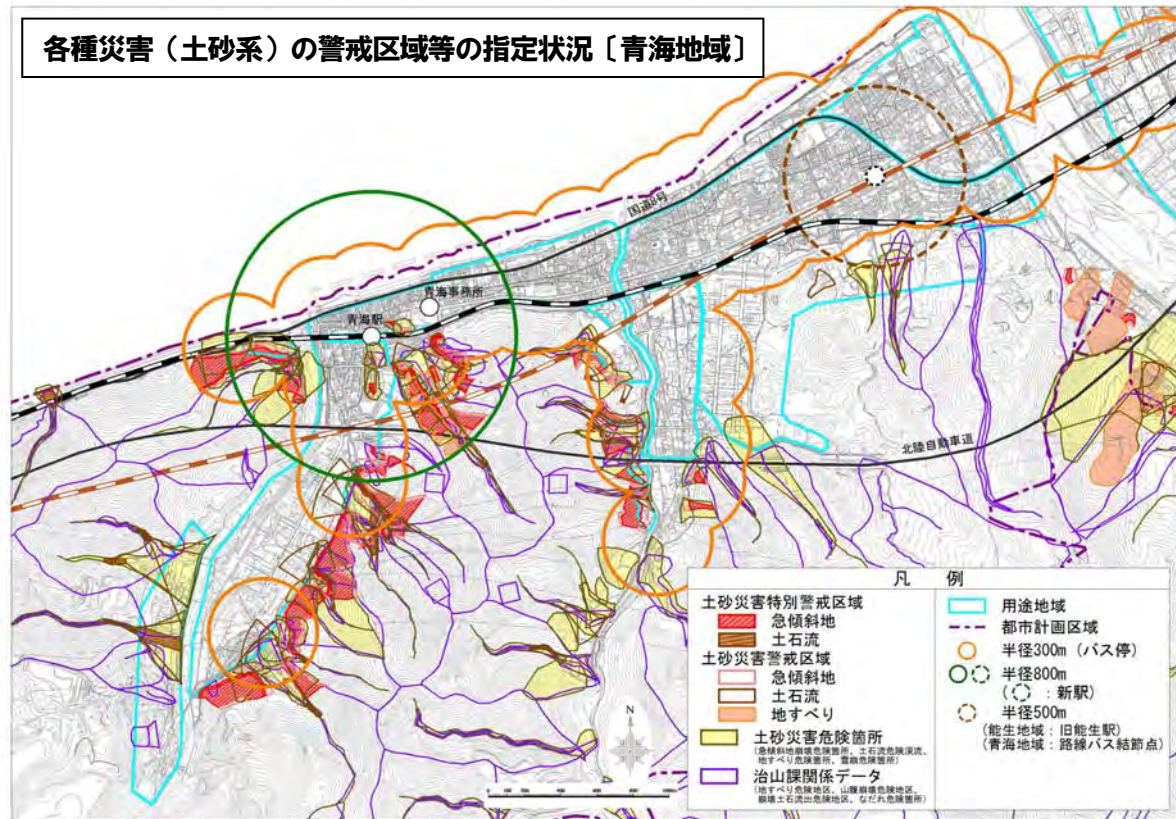 各種災害(土砂系)の警戒区域等の指定状況〔青海地域〕
国道8号
青海事務所
青海駅
北陸自動車道
凡 例
土砂災害特別警戒区域
急傾斜地
土石流
土砂災害警戒区域
急傾斜地
土石流
地すべり
土砂災害危険箇所
(急傾斜地崩壊危険箇所、土石流危険渓流、
地すべり危険箇所、雪崩危険箇所)
治山課関係データ
(地すべり危険地区、山腹崩壊危険地区、
崩壊土石流出危険地区、なだれ危険箇所)
用途地域
都市計画区域
半径300m(バス停)
半径800m
( :新駅)
半径500m
(能生地域:旧能生駅)
(青海地域:路線バス結節点)
N